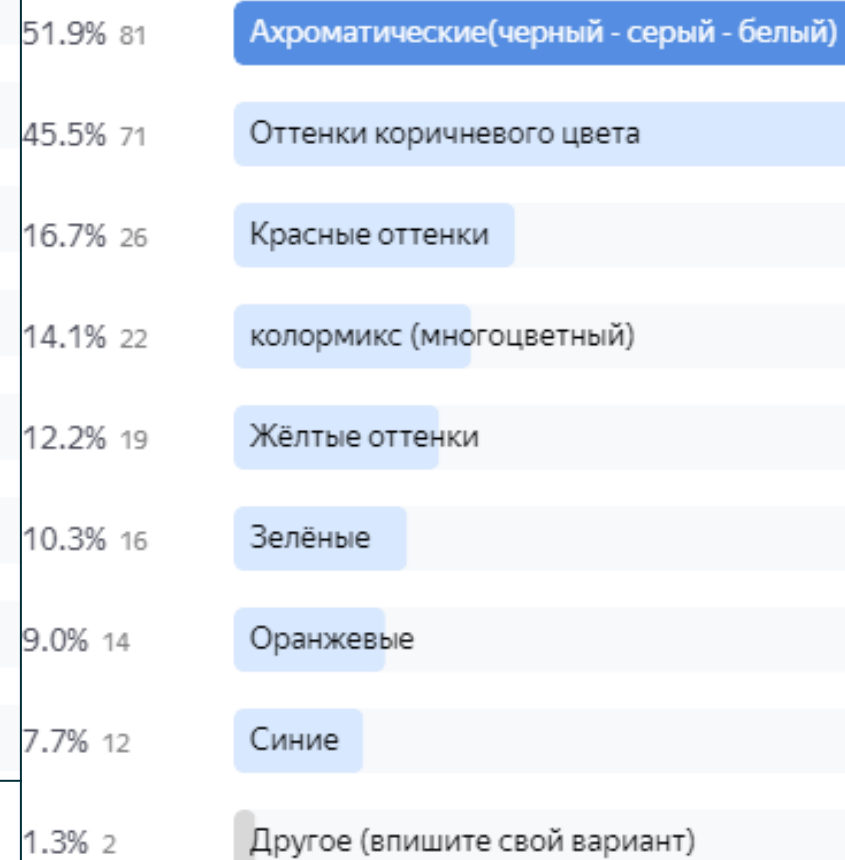 51.9% 81 Ахроматические(черный - серый - белый)
45.5% 71 Оттенки коричневого цвета
16.7% 26 Красные оттенки
14.1% 22 колормикс (многоцветный)
12.2% 19 Жёлтые оттенки
10.3% 16 Зелёные
9.0% 14 Оранжевые
7.7% 12 Синие
1.3% 2 Другое (впишите свой вариант)